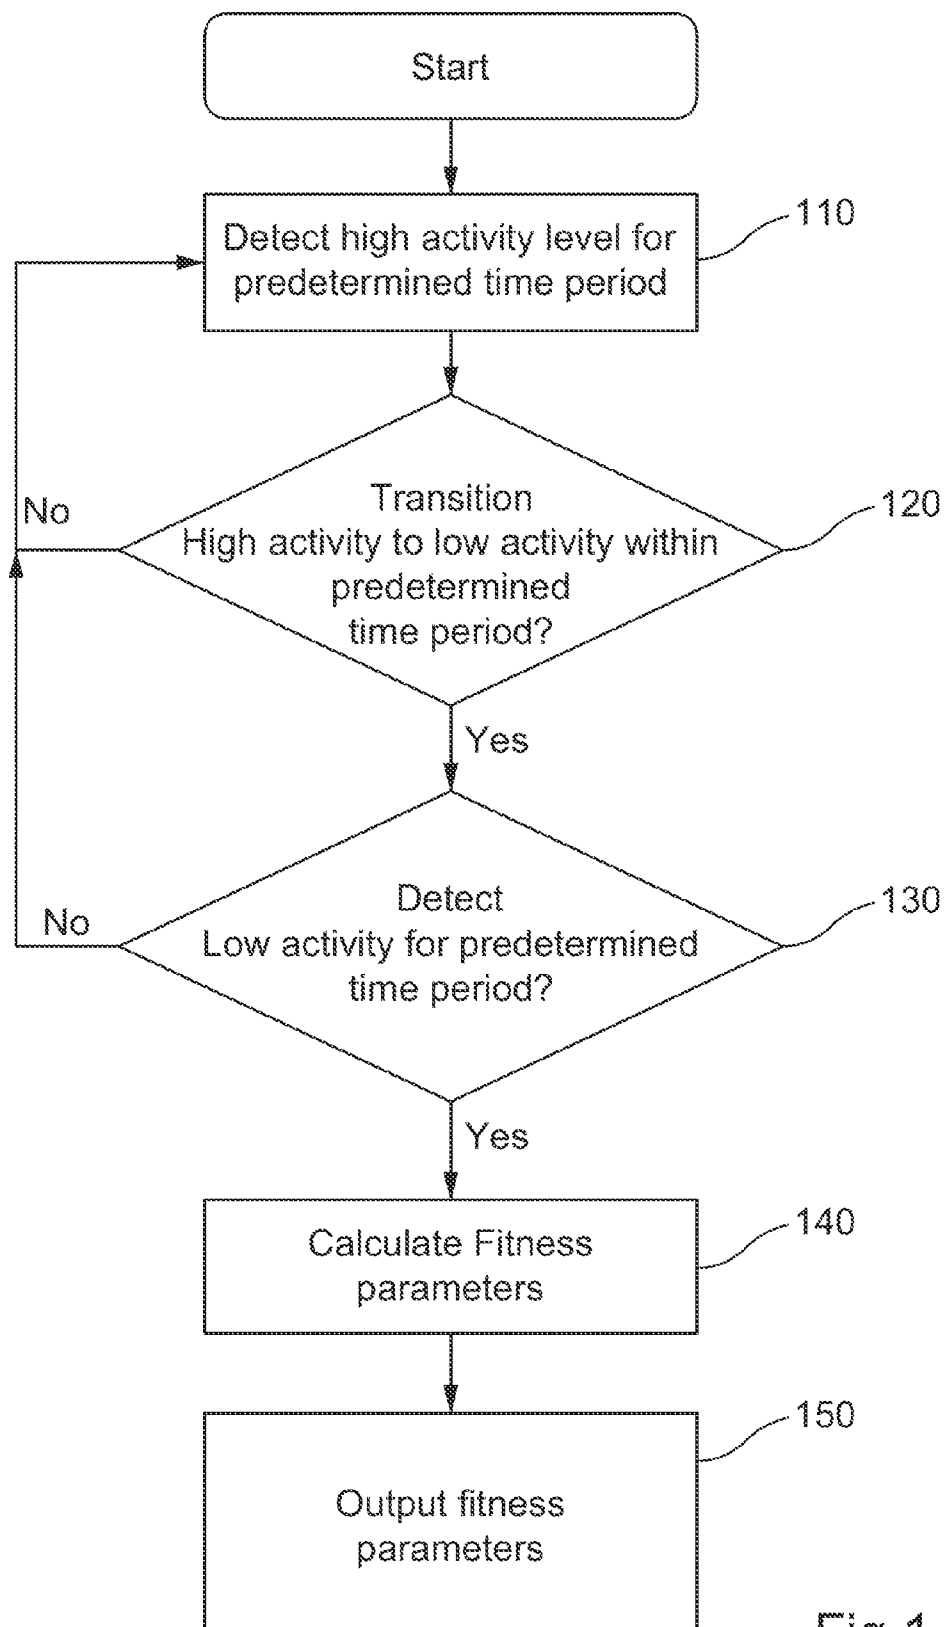 Start
110
Detect high activity level for
predetermined time period
No
120
Transition
High activity to low activity within
predetermined
time period?
Yes
130
No
Detect
Low activity for predetermined
time period?
Yes
140
Calculate Fitness
parameters
150
Output fitness
parameters
Fig 1